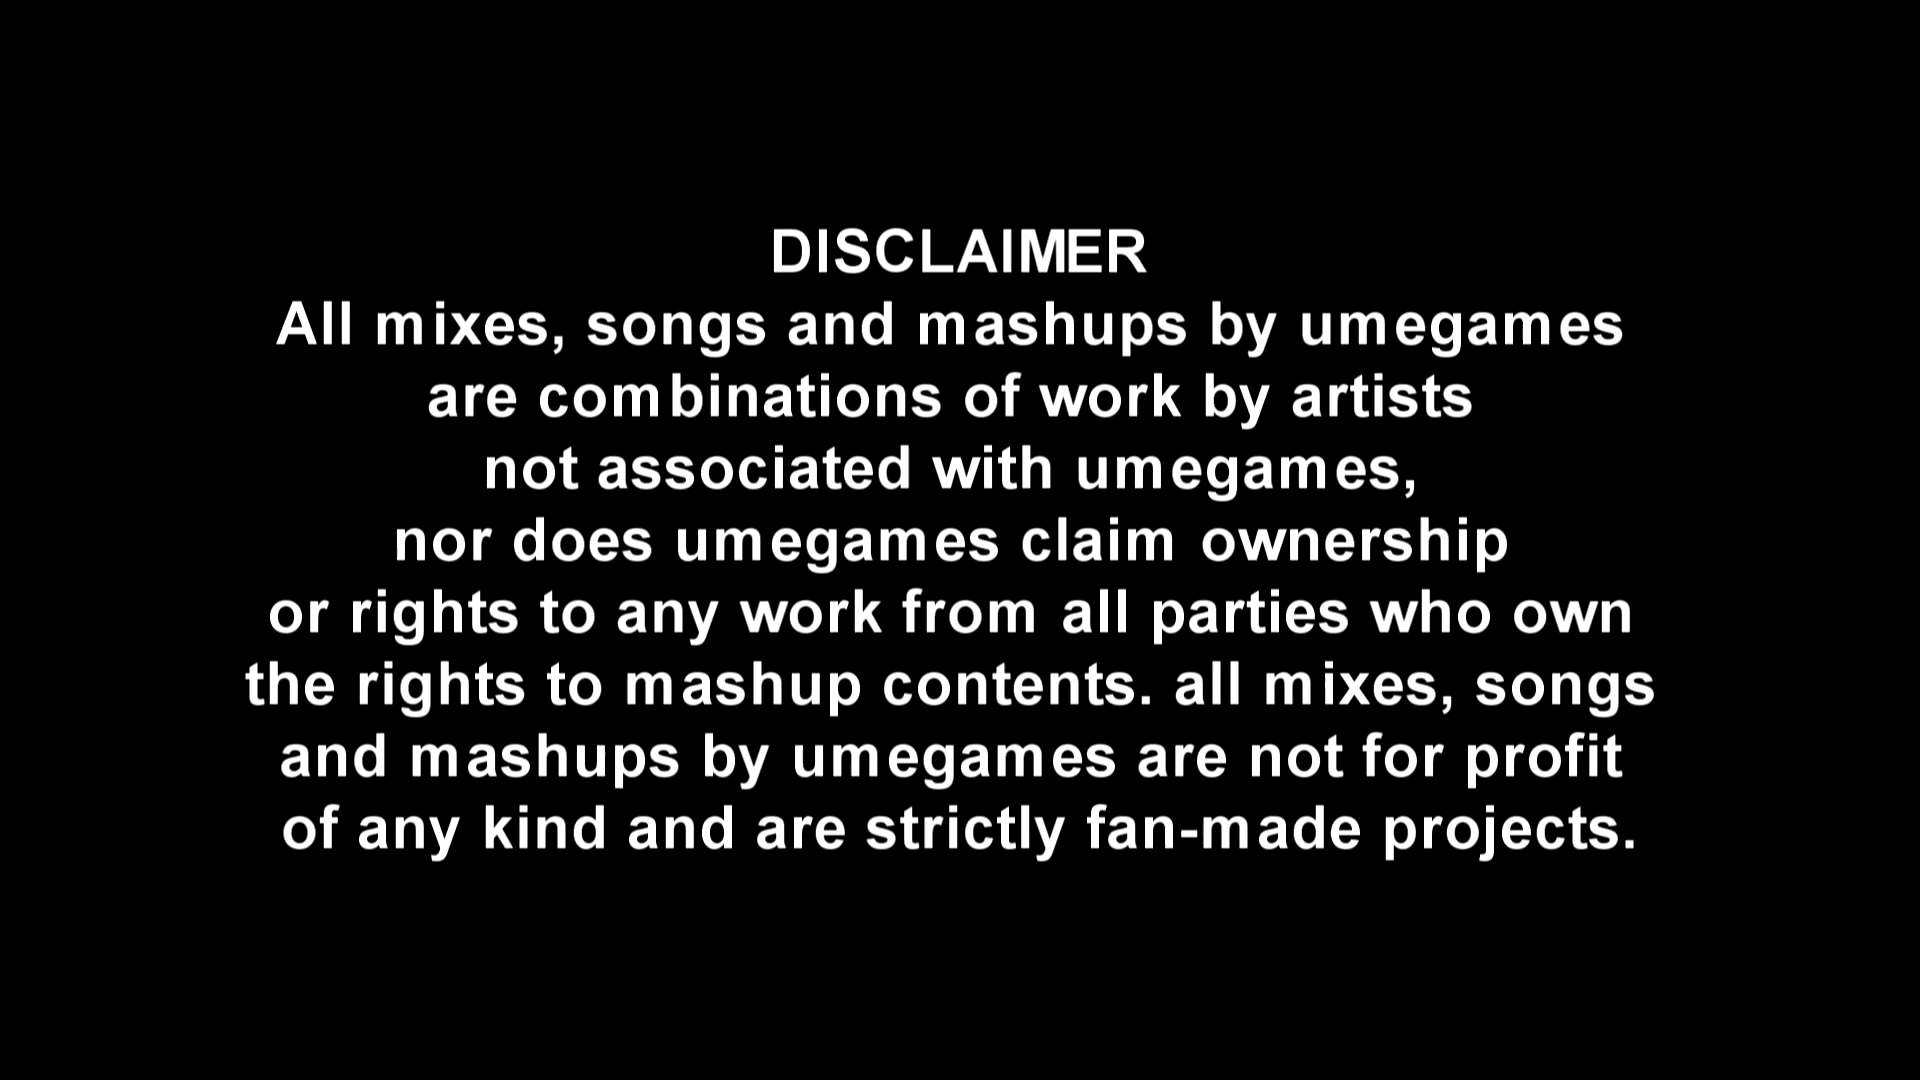 DISCLAIMER
All mixes, songs and mashups by umegames
are combinations of work by artists
not associated with umegames,
nor does umegames claim ownership
or rights to any work from all parties who own
the rights to mashup contents. all mixes, songs
and mashups by umegames are not for profit
of any kind and are strictly fan-made projects.